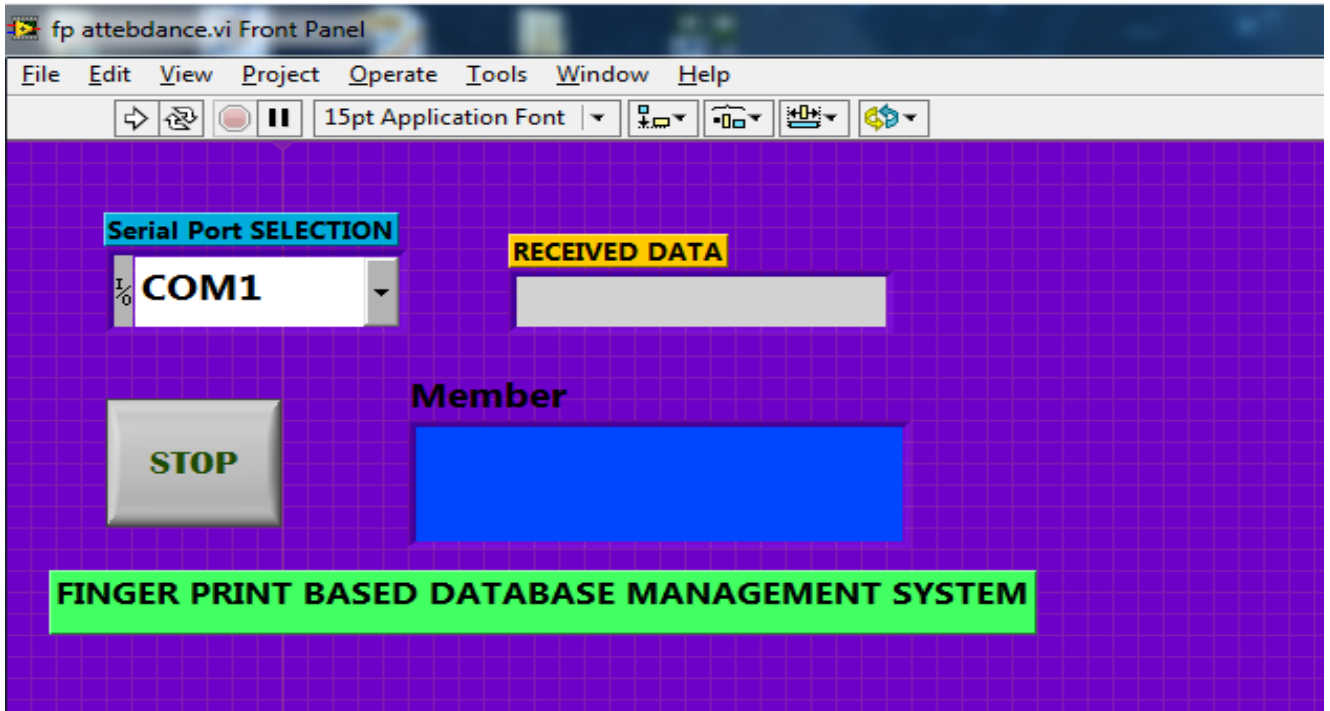 fp attebdance.vi Front Panel
File Edit View Project Operate Tools Window Help
15pt Application Font
Serial Port SELECTION
RECEIVED DATA
I/O COM1
Member
STOP
FINGER PRINT BASED DATABASE MANAGEMENT SYSTEM